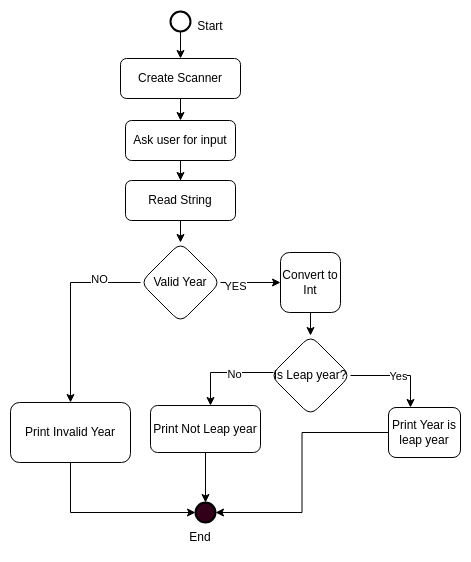 Start
Create Scanner
Ask user for input
Read String
Valid Year
NO
YES
Convert to
Int
Is Leap year?
No
Yes
Print Invalid Year
Print Not Leap year
Print Year is
leap year
End